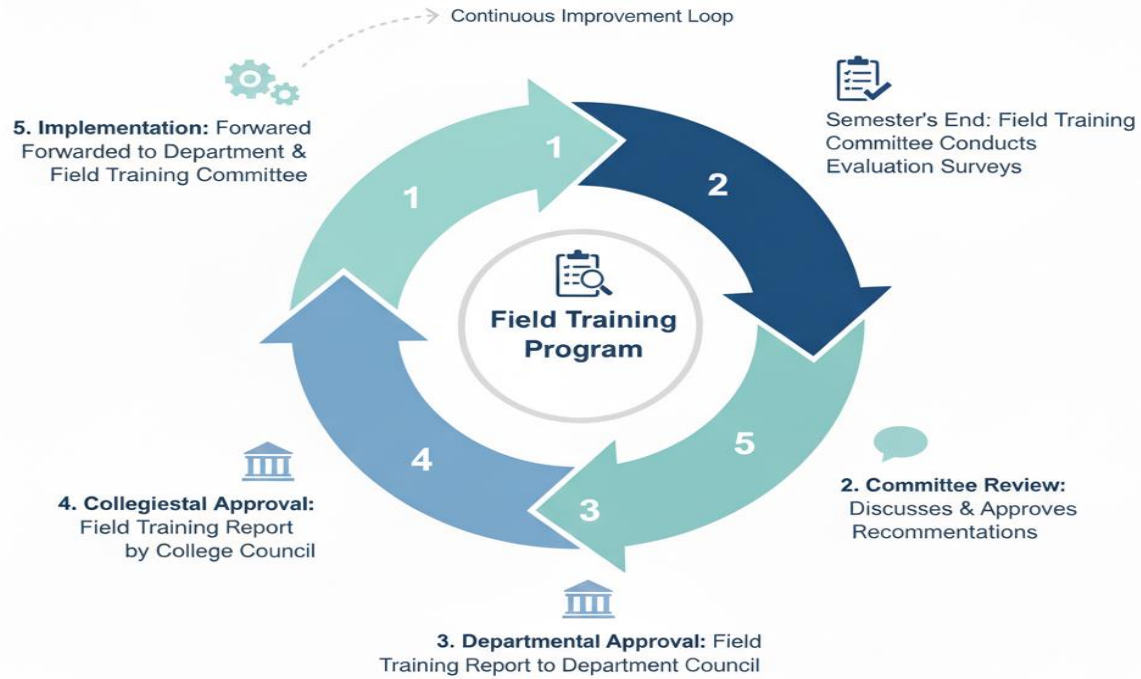 Continuous Improvement Loop
5. Implementation: Forwared
Forwarded to Department &
Field Training Committee
Semester's End: Field Training
Committee Conducts
Evaluation Surveys
1
1
2
Field Training
Program
5
3
4
2. Committee Review:
Discusses & Approves
Recommentations
4. Collegiestal Approval:
Field Training Report
by College Council
3. Departmental Approval: Field
Training Report to Department Council